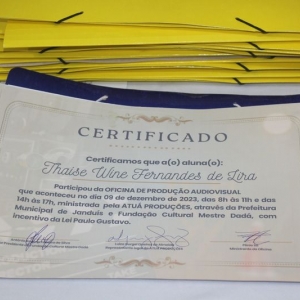 CERTIFICADO
Certificamos que a(o) aluna(o):
Thaise Wine Fernandes de Lira
Participou da OFICINA DE PRODUÇÃO AUDIOVISUAL
que aconteceu no dia 09 de dezembro de 2023, das 8h às 11h e das
14h às 17h, ministrada pela ATUÁ PRODUÇÕES, através da Prefeitura
Municipal de Janduís e Fundação Cultural Mestre Dadá, com
incentivo da Lei Paulo Gustavo.